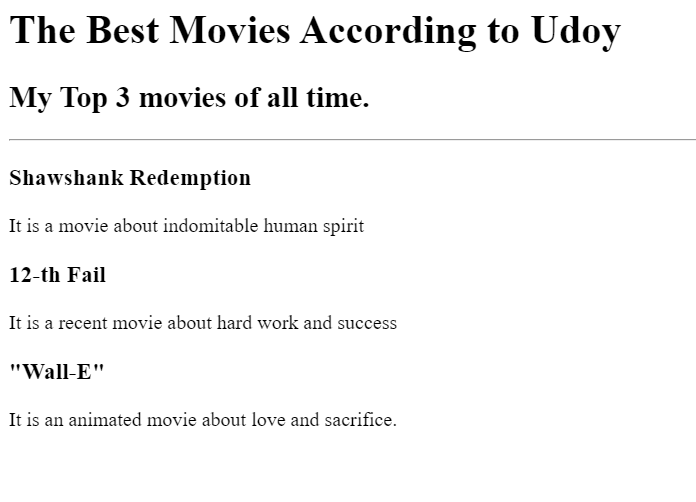 The Best Movies According to Udoy
My Top 3 movies of all time.
Shawshank Redemption
It is a movie about indomitable human spirit
12-th Fail
It is a recent movie about hard work and success
"Wall-E"
It is an animated movie about love and sacrifice.